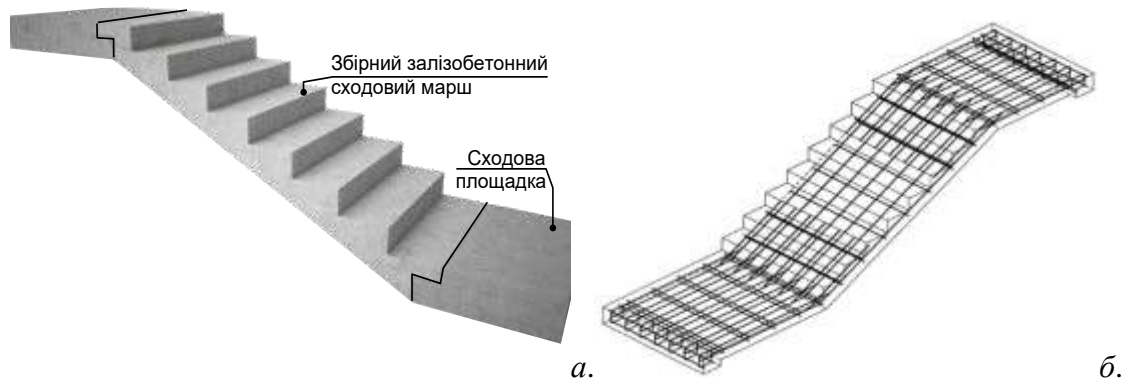 Збірний залізобетонний
сходовий марш
Сходова
площадка
а.
б.